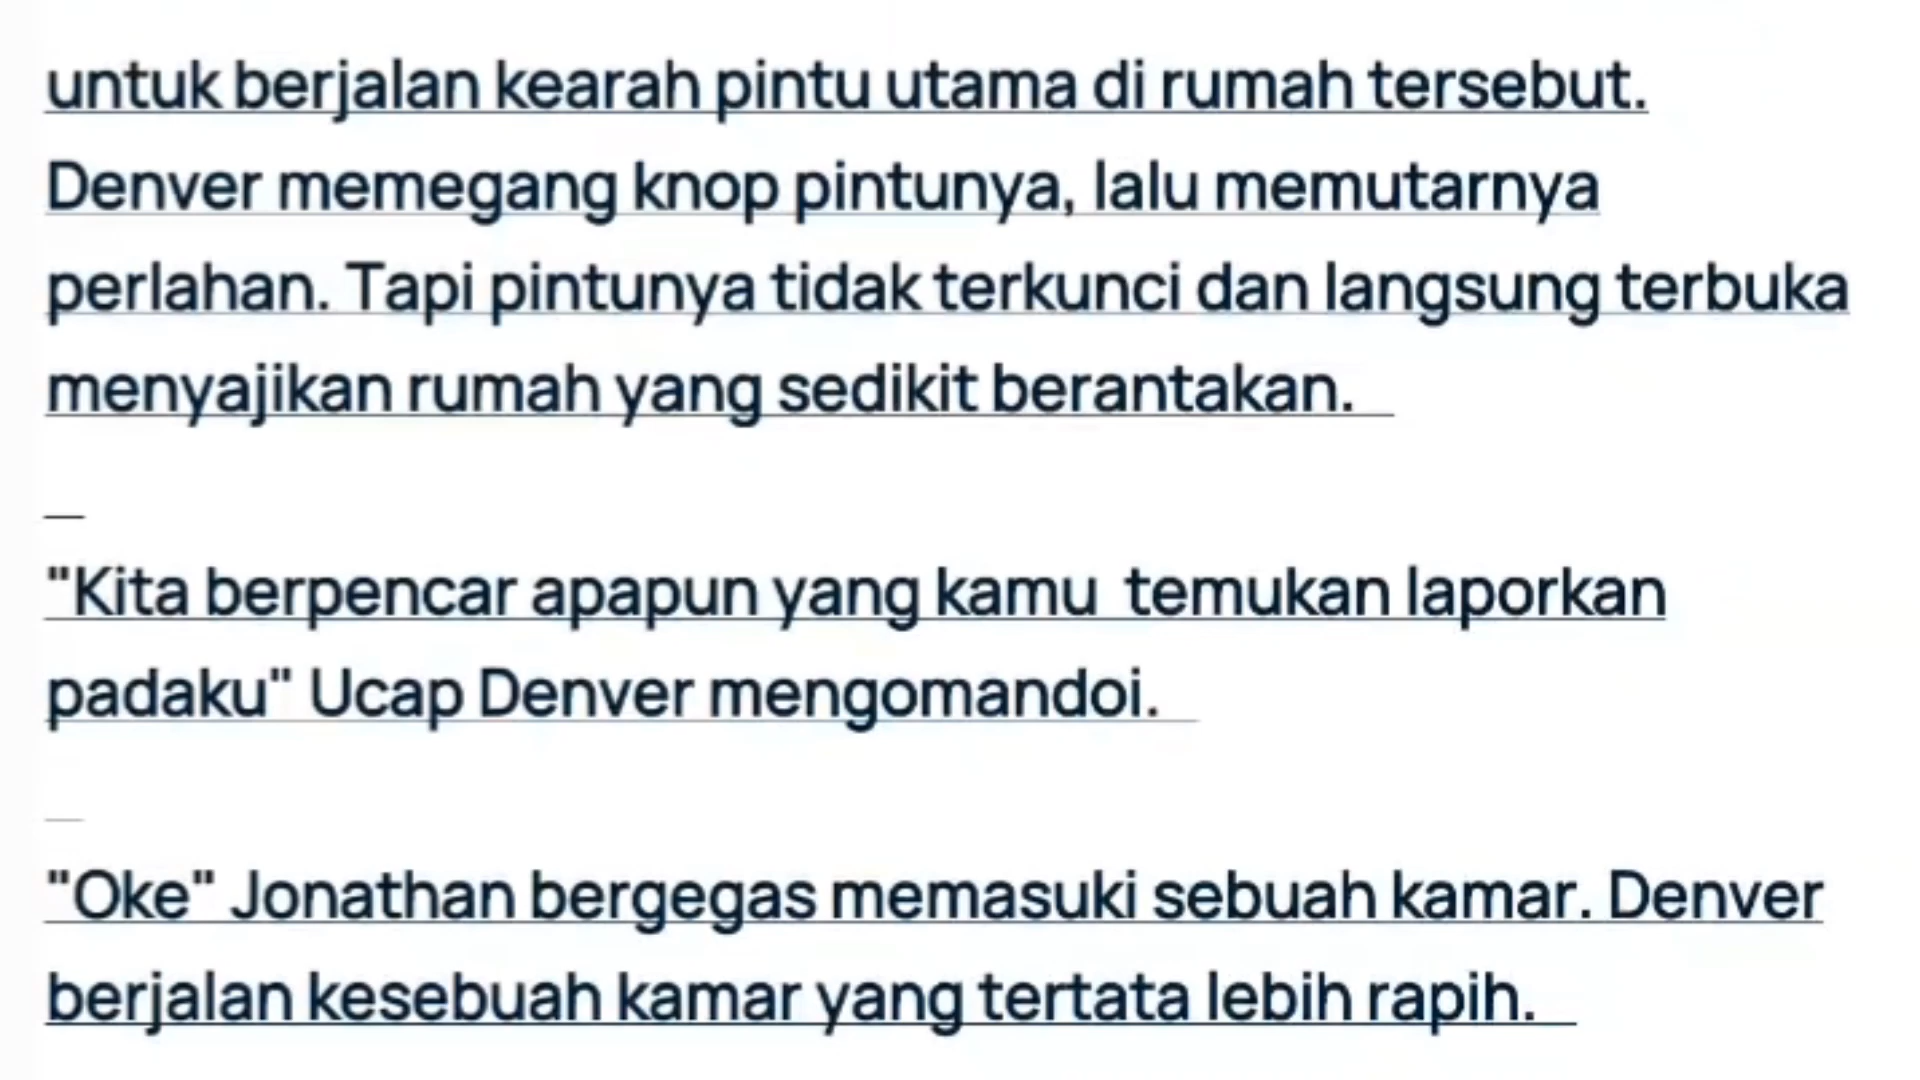 untuk berjalan kearah pintu utama di rumah tersebut.
Denver memegang knop pintunya, lalu memutarnya
perlahan. Tapi pintunya tidak terkunci dan langsung terbuka
menyajikan rumah yang sedikit berantakan.
"Kita berpencar apapun yang kamu  temukan laporkan
padaku" Ucap Denver mengomandoi.
"Oke" Jonathan bergegas memasuki sebuah kamar. Denver
berjalan kesebuah kamar yang tertata lebih rapih.